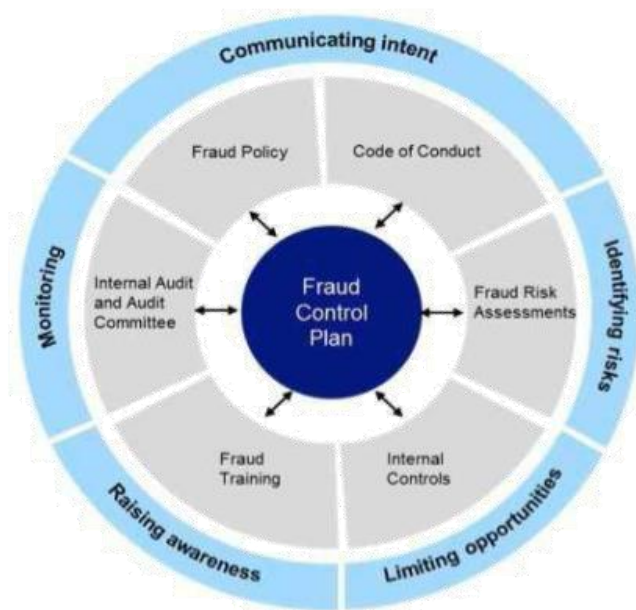 Communicating intent
Fraud Policy
Code of Conduct
Monitoring
Internal Audit
and Audit
Committee
Fraud
Control
Plan
Fraud Risk
Assessments
Identifying risks
Fraud
Training
Internal
Controls
Raising awareness
Limiting opportunities